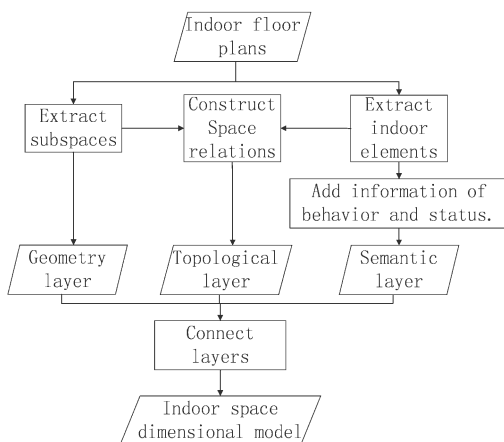 Indoor floor
plans
Extract
subspaces
Construct
Space
relations
Extract
indoor
elements
Add information of
behavior and status.
Geometry
layer
Topological
layer
Semantic
layer
Connect
layers
Indoor space
dimensional model